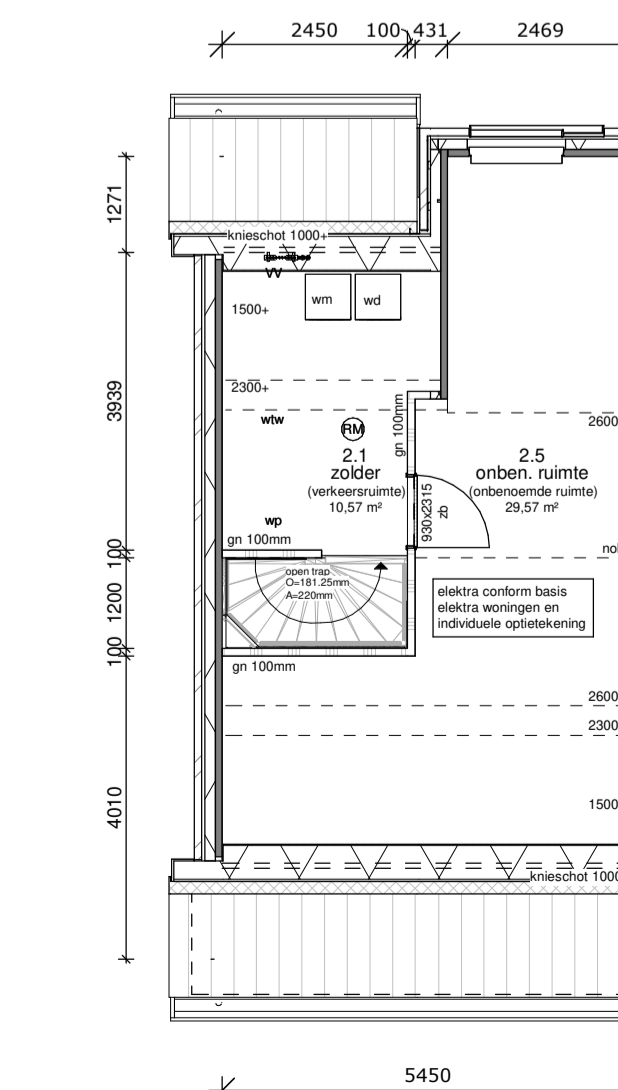 2450 100 431 2469
1271
knieschot 1000+
VV
wm wd
1500+
2300+
3939
gn 100mm
2600
wtw
RM
2.1
zolder
(verkeersruimte)
10,57 m²
2.5
onben. ruimte
(onbenoemde ruimte)
29,57 m²
930x2315
zb
wp
gn 100mm
100
open trap
O=181.25mm
A=220mm
1200
elektra conform basis
elektra woningen en
individuele optietekening
100
gn 100mm
2600
2300
1500
4010
knieschot 1000
5450